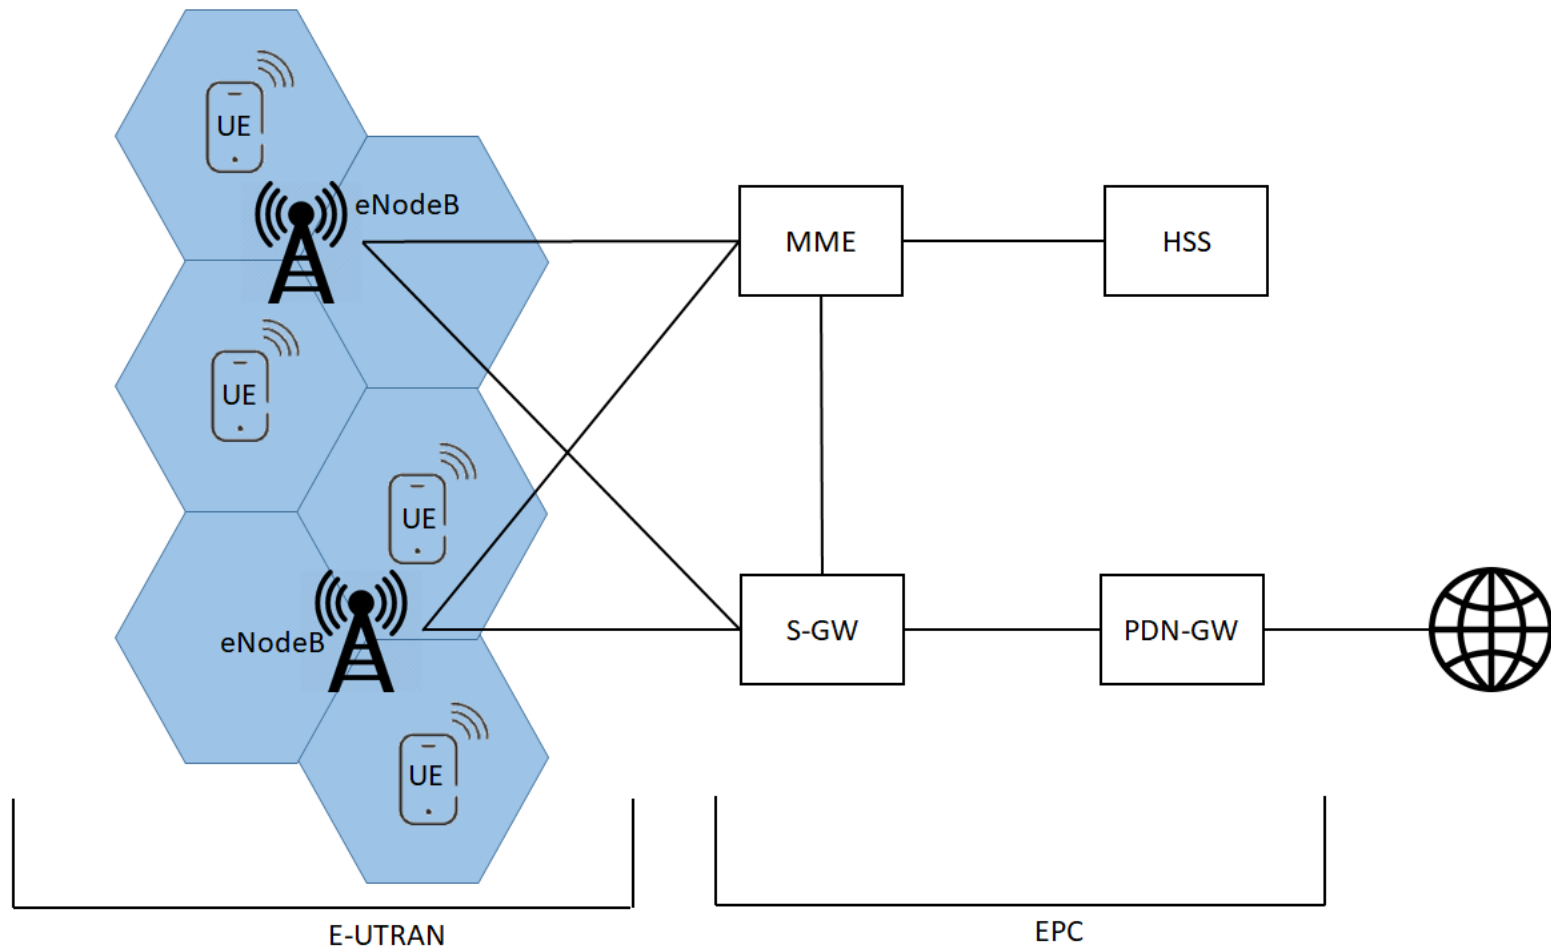 UE
eNodeB
MME
HSS
UE
UE
eNodeB
S-GW
PDN-GW
UE
E-UTRAN
EPC